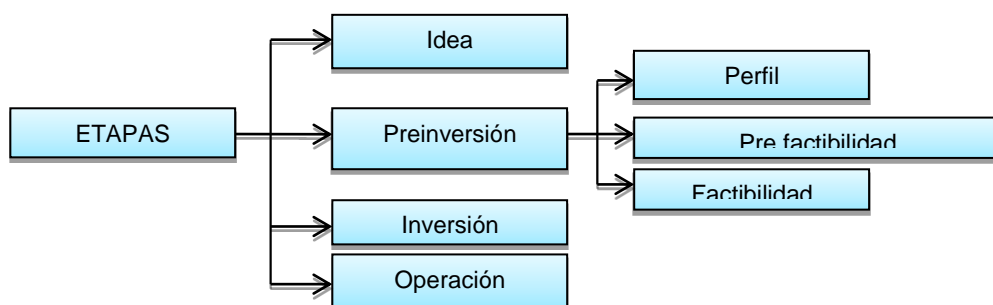 ETAPAS
Idea
Preinversión
Inversión
Operación
Perfil
Pre factibilidad
Factibilidad